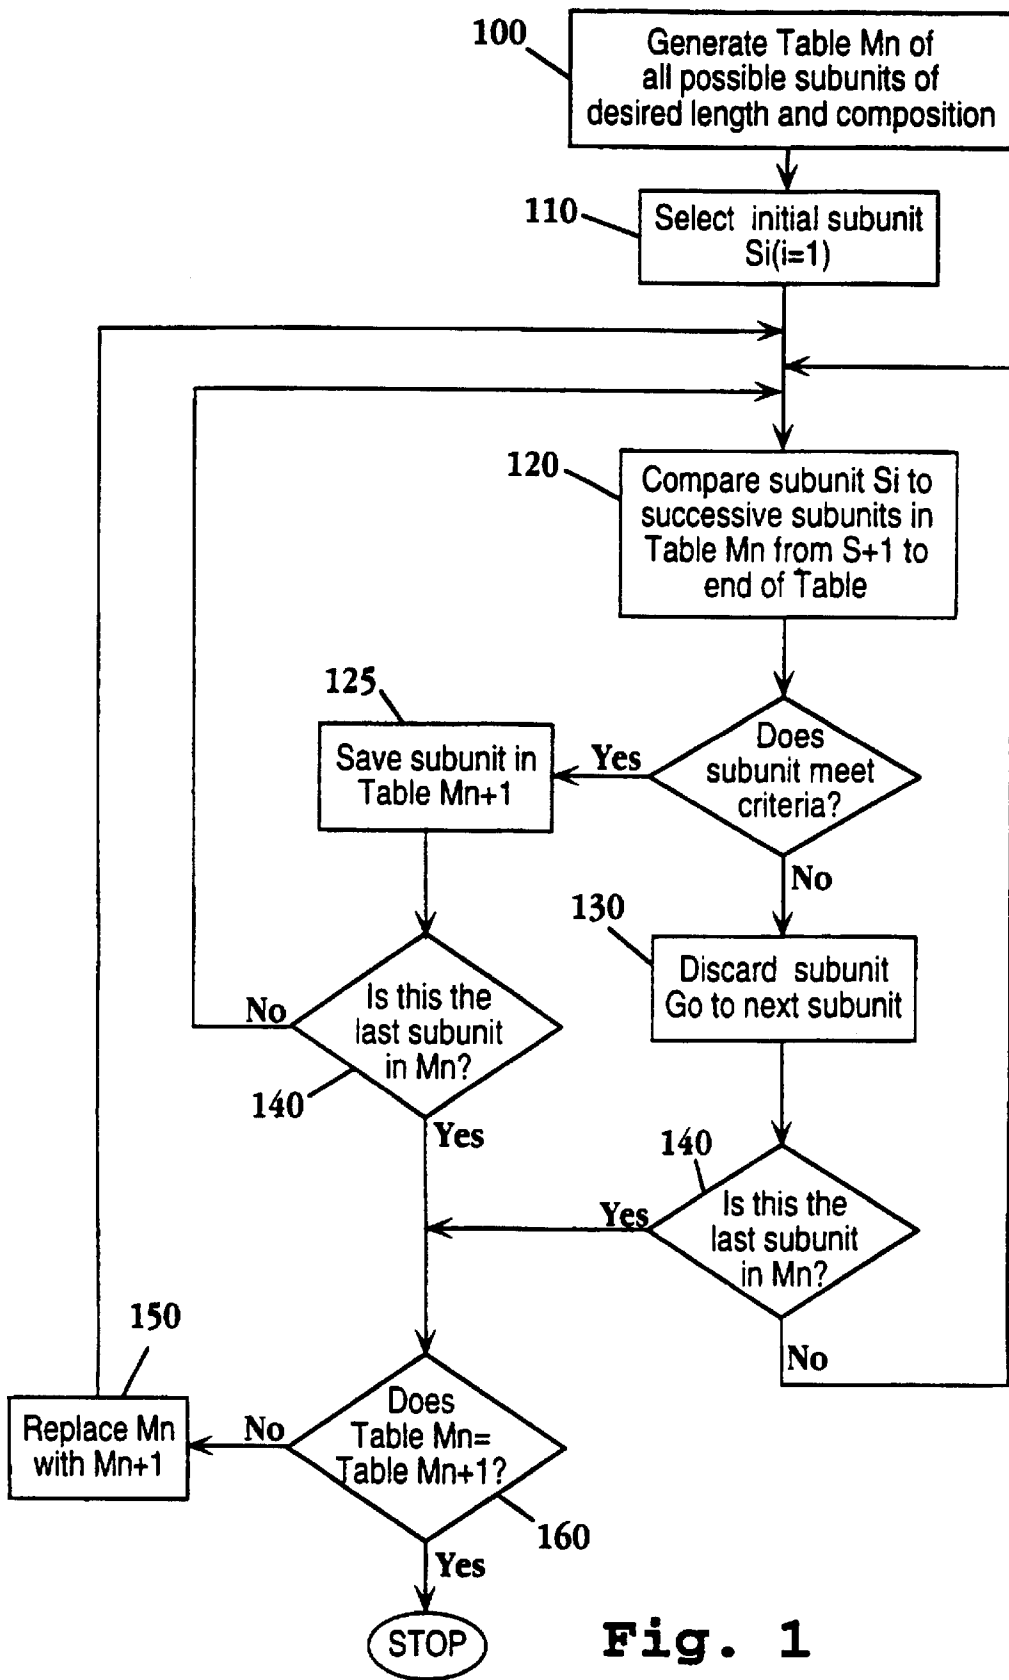 100
Generate Table Mn of
all possible subunits of
desired length and composition
110
Select initial subunit
Si(i=1)
120
Compare subunit Si to
successive subunits in
Table Mn from S+1 to
end of Table
125
Save subunit in
Table Mn+1
Yes
Does
subunit meet
criteria?
No
130
Discard subunit
Go to next subunit
No
Is this the
last subunit
in Mn?
140
Yes
140
Yes
Is this the
last subunit
in Mn?
No
150
Replace Mn
with Mn+1
No
Does
Table Mn=
Table Mn+1?
160
Yes
STOP
Fig. 1